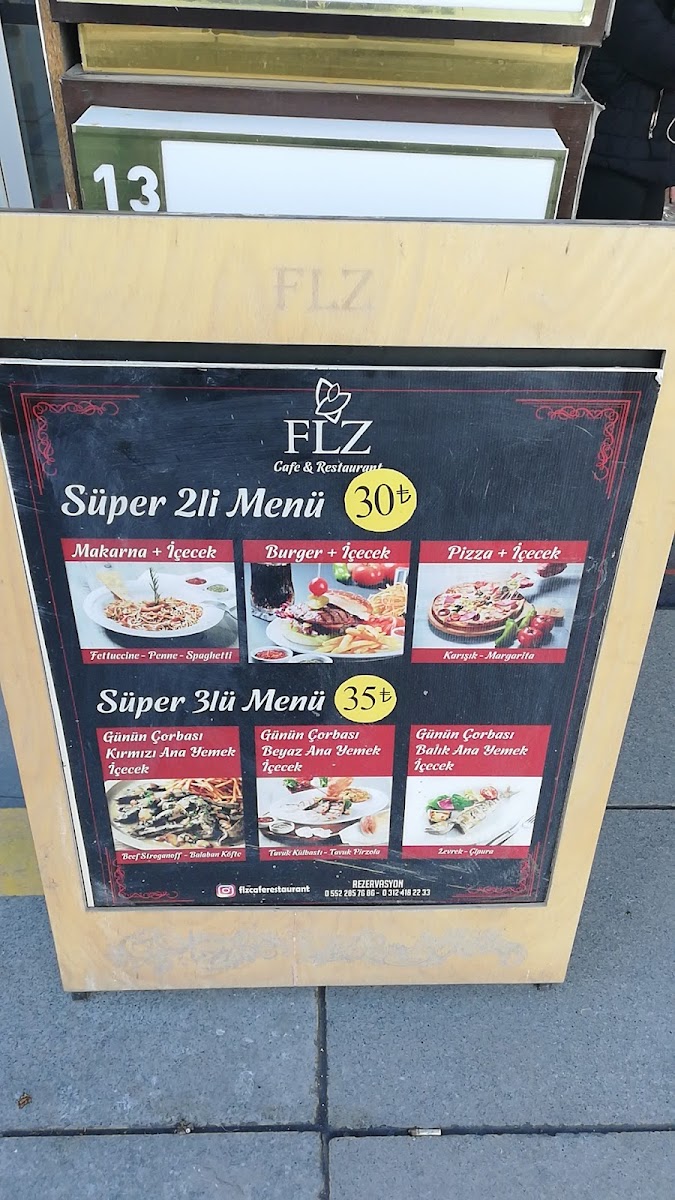 13
FLZ
FLZ
Cafe & Restaurant
Süper 2li Menü 30₺
Makarna + İçecek
Burger + İçecek
Pizza + İçecek
Fettuccine - Penne - Spaghetti
Karışık - Margarita
Süper 3lü Menü 35₺
Günün Çorbası
Kırmızı Ana Yemek
İçecek
Günün Çorbası
Beyaz Ana Yemek
İçecek
Günün Çorbası
Balık Ana Yemek
İçecek
Beef Stroganoff - Balaban Köfte
Tavuk Külbastı - Tavuk Pirzola
Levrek - Çipura
flzcaferestaurant
REZERVASYON
0 552 285 76 86 - 0 312 418 22 33